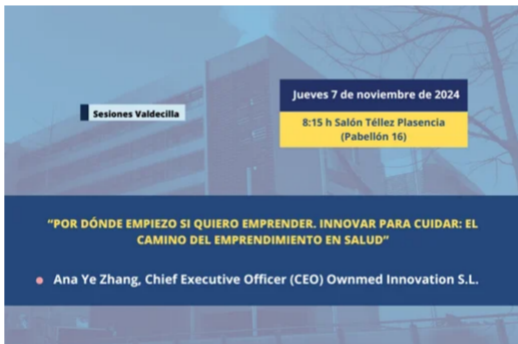 Jueves 7 de noviembre de 2024
Sesiones Valdecilla
8:15 h Salón Téllez Plasencia
(Pabellón 16)
“POR DÓNDE EMPIEZO SI QUIERO EMPRENDER. INNOVAR PARA CUIDAR: EL
CAMINO DEL EMPRENDIMIENTO EN SALUD”
Ana Ye Zhang, Chief Executive Officer (CEO) Ownmed Innovation S.L.